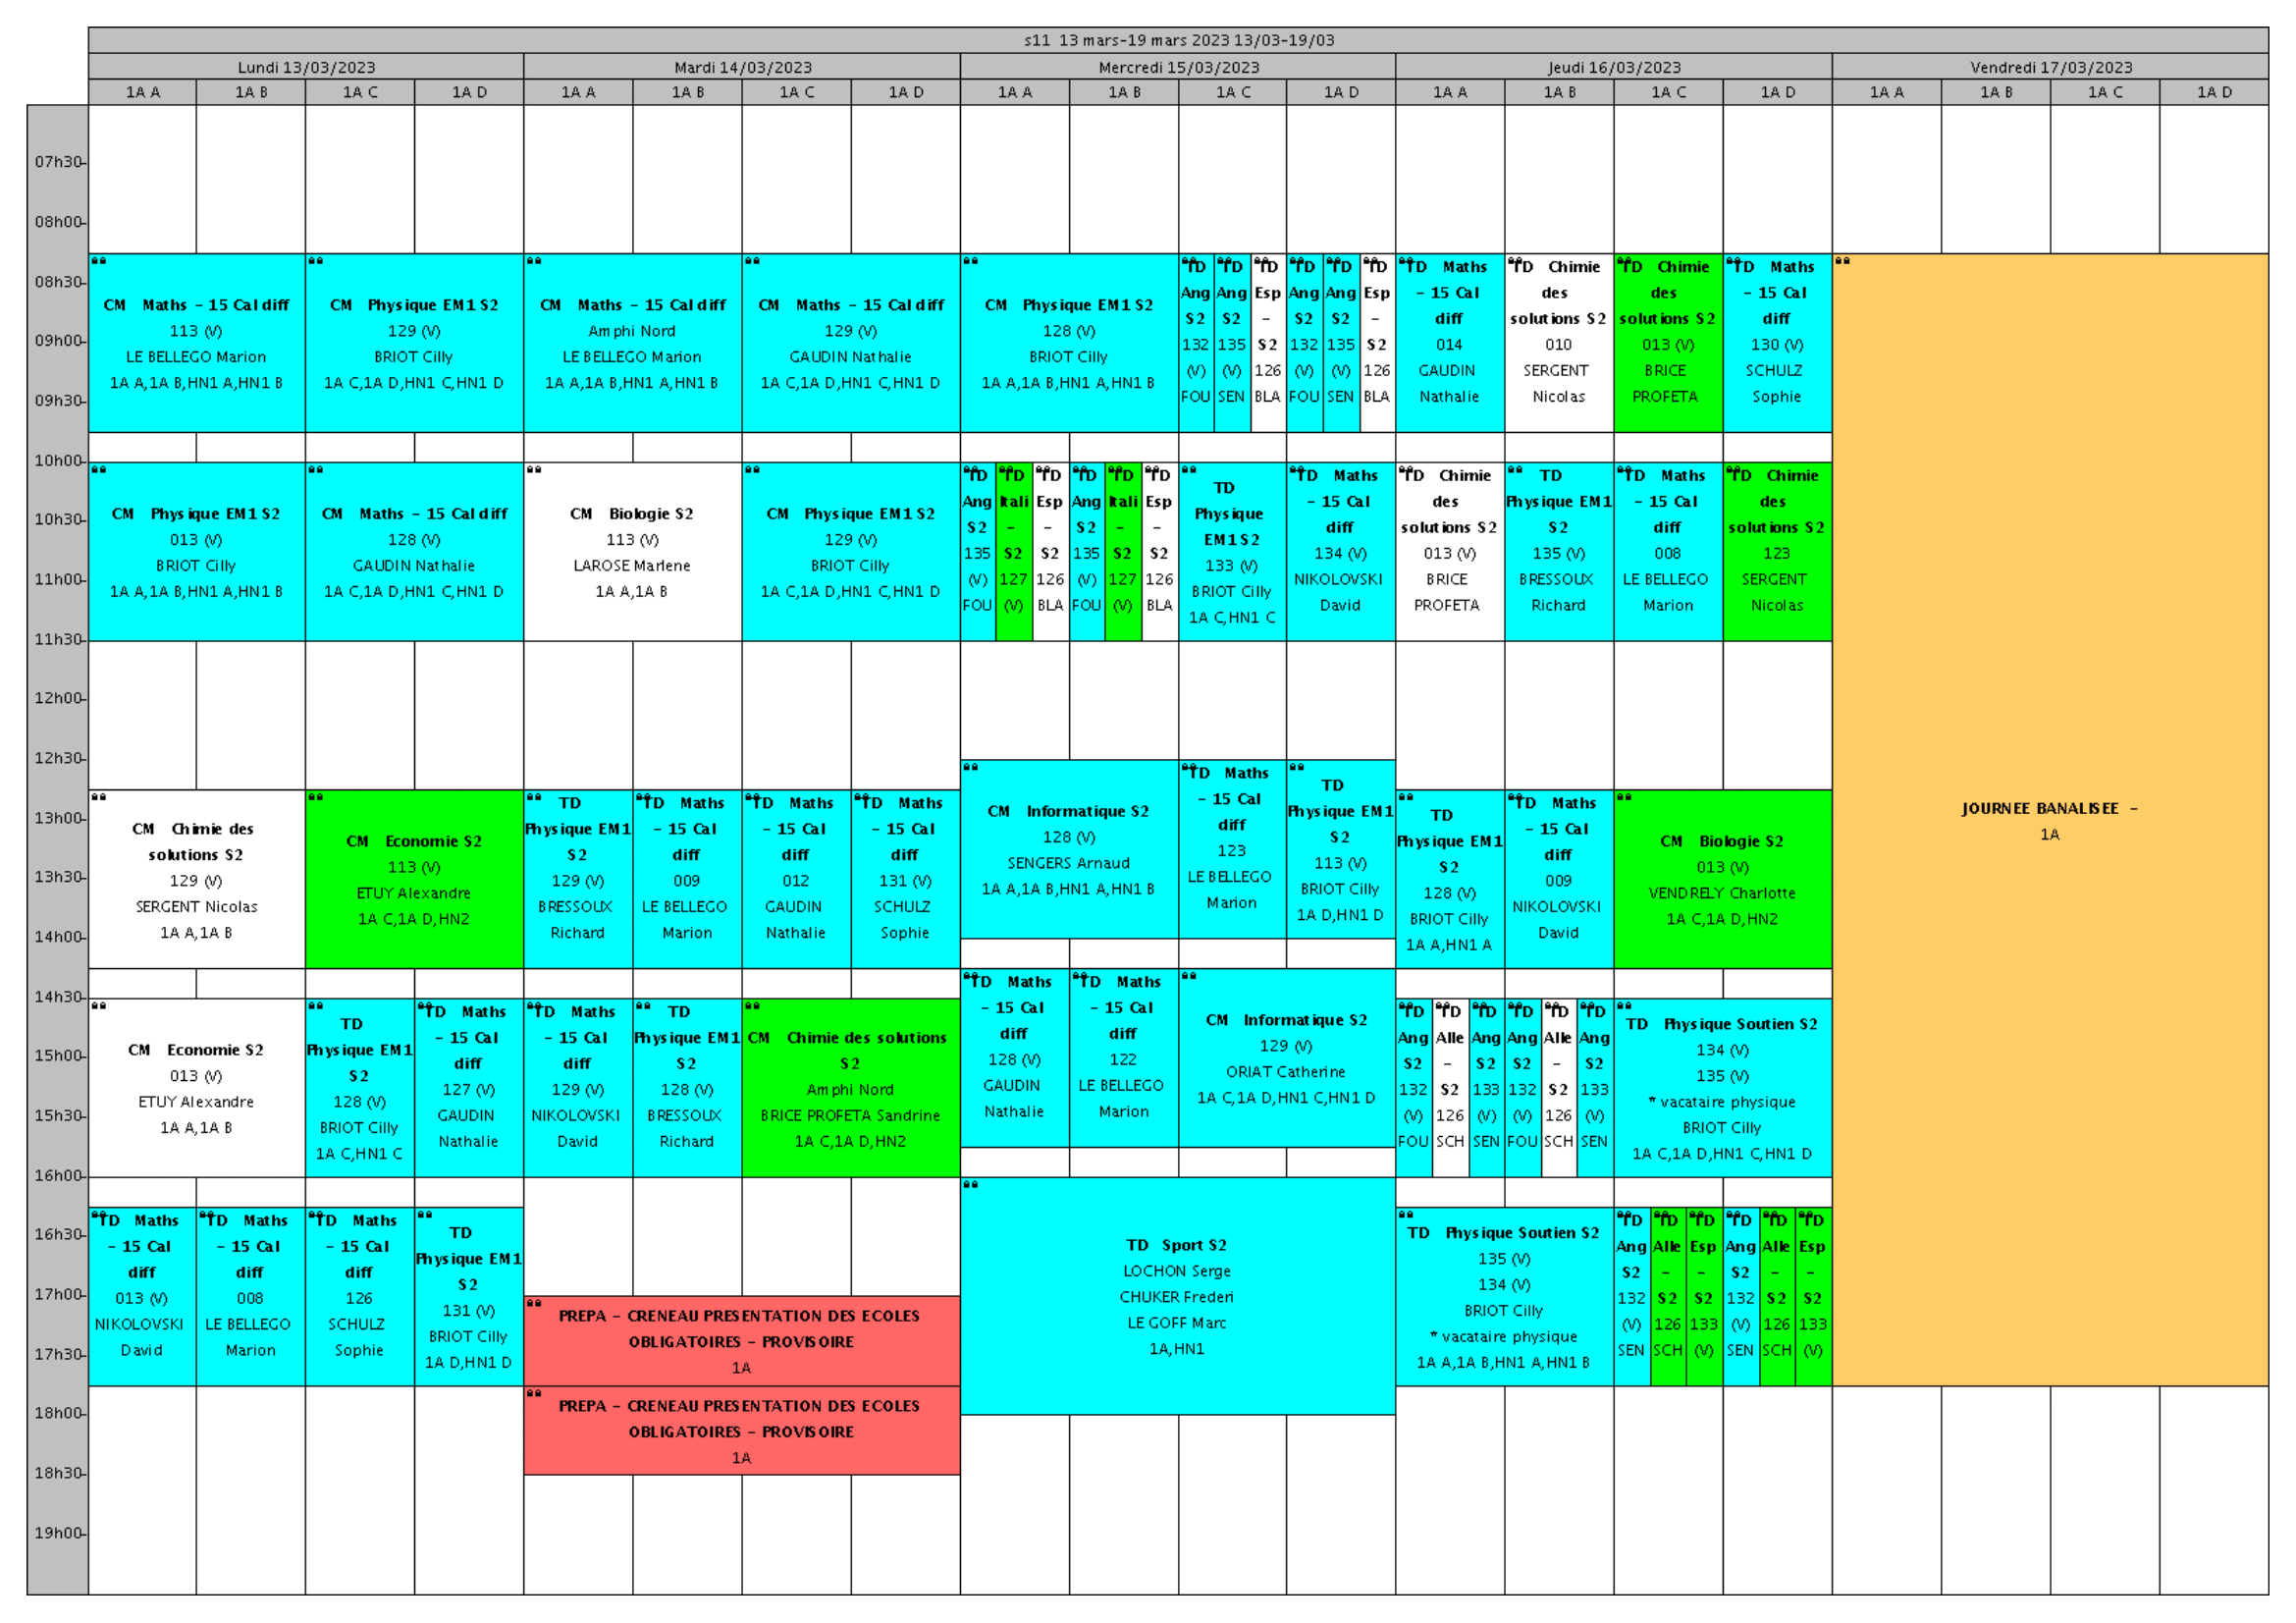 s11 13 mars-19 mars 2023 13/03-19/03
Lundi 13/03/2023
Mardi 14/03/2023
Mercredi 15/03/2023
Jeudi 16/03/2023
Vendredi 17/03/2023
1A A
1A B
1A C
1A D
1A A
1A B
1A C
1A D
1A A
1A B
1A C
1A D
1A A
1A B
1A C
1A D
1A A
1A B
1A C
1A D
07h30
08h00
08h30
09h00
09h30
10h00
10h30
11h00
11h30
12h00
12h30
13h00
13h30
14h00
14h30
15h00
15h30
16h00
16h30
17h00
17h30
18h00
18h30
19h00
CM Maths - 15 Cal diff
113 (V)
LE BELLEGO Marion
1A A,1A B,HN1 A,HN1 B
CM Physique EM1 S2
129 (V)
BRIOT Cilly
1A C,1A D,HN1 C,HN1 D
CM Maths - 15 Cal diff
Amphi Nord
LE BELLEGO Marion
1A A,1A B,HN1 A,HN1 B
CM Maths - 15 Cal diff
129 (V)
GAUDIN Nathalie
1A C,1A D,HN1 C,HN1 D
CM Physique EM1 S2
128 (V)
BRIOT Cilly
1A A,1A B,HN1 A,HN1 B
TD
Ang
S2
132
(V)
FOU
TD
Ang
S2
135
(V)
SEN
TD
Esp
-
S2
126
BLA
TD
Ang
S2
132
(V)
FOU
TD
Ang
S2
135
(V)
SEN
TD
Esp
-
S2
126
BLA
TD Maths
- 15 Cal
diff
014
GAUDIN
Nathalie
TD Chimie
des
solutions S2
010
SERGENT
Nicolas
TD Chimie
des
solutions S2
013 (V)
BRICE
PROFETA
TD Maths
- 15 Cal
diff
130 (V)
SCHULZ
Sophie
CM Physique EM1 S2
013 (V)
BRIOT Cilly
1A A,1A B,HN1 A,HN1 B
CM Maths - 15 Cal diff
128 (V)
GAUDIN Nathalie
1A C,1A D,HN1 C,HN1 D
CM Biologie S2
113 (V)
LAROSE Marlene
1A A,1A B
CM Physique EM1 S2
129 (V)
BRIOT Cilly
1A C,1A D,HN1 C,HN1 D
TD
Ang
S2
135
(V)
FOU
TD
Itali
-
S2
127
(V)
TD
Esp
-
S2
126
BLA
TD
Ang
S2
135
(V)
FOU
TD
Itali
-
S2
127
(V)
TD
Esp
-
S2
126
BLA
TD
Physique
EM1 S2
133 (V)
BRIOT Cilly
1A C,HN1 C
TD Maths
- 15 Cal
diff
134 (V)
NIKOLOVSKI
David
TD Chimie
des
solutions S2
013 (V)
BRICE
PROFETA
TD
Physique EM1
S2
135 (V)
BRESSOUX
Richard
TD Maths
- 15 Cal
diff
008
LE BELLEGO
Marion
TD Chimie
des
solutions S2
123
SERGENT
Nicolas
CM Chimie des
solutions S2
129 (V)
SERGENT Nicolas
1A A,1A B
CM Economie S2
113 (V)
ETUY Alexandre
1A C,1A D,HN2
TD
Physique EM1
S2
129 (V)
BRESSOUX
Richard
TD Maths
- 15 Cal
diff
009
LE BELLEGO
Marion
TD Maths
- 15 Cal
diff
012
GAUDIN
Nathalie
TD Maths
- 15 Cal
diff
131 (V)
SCHULZ
Sophie
CM Informatique S2
128 (V)
SENGERS Arnaud
1A A,1A B,HN1 A,HN1 B
TD Maths
- 15 Cal
diff
123
LE BELLEGO
Marion
TD
Physique EM1
S2
113 (V)
BRIOT Cilly
1A D,HN1 D
TD
Physique EM1
S2
128 (V)
BRIOT Cilly
1A A,HN1 A
TD Maths
- 15 Cal
diff
009
NIKOLOVSKI
David
CM Biologie S2
013 (V)
VENDRELY Charlotte
1A C,1A D,HN2
JOURNEE BANALISEE -
1A
CM Economie S2
013 (V)
ETUY Alexandre
1A A,1A B
TD
Physique EM1
S2
128 (V)
BRIOT Cilly
1A C,HN1 C
TD Maths
- 15 Cal
diff
127 (V)
GAUDIN
Nathalie
TD Maths
- 15 Cal
diff
129 (V)
NIKOLOVSKI
David
TD
Physique EM1
S2
128 (V)
BRESSOUX
Richard
CM Chimie des solutions
S2
Amphi Nord
BRICE PROFETA Sandrine
1A C,1A D,HN2
TD Maths
- 15 Cal
diff
128 (V)
GAUDIN
Nathalie
TD Maths
- 15 Cal
diff
122
LE BELLEGO
Marion
CM Informatique S2
129 (V)
ORIAT Catherine
1A C,1A D,HN1 C,HN1 D
TD
Ang
S2
132
(V)
FOU
TD
Alle
-
S2
126
SCH
TD
Ang
S2
133
(V)
SEN
TD
Ang
S2
132
(V)
FOU
TD
Alle
-
S2
126
SCH
TD
Ang
S2
133
(V)
SEN
TD Physique Soutien S2
134 (V)
135 (V)
* vacataire physique
BRIOT Cilly
1A C,1A D,HN1 C,HN1 D
TD Maths
- 15 Cal
diff
013 (V)
NIKOLOVSKI
David
TD Maths
- 15 Cal
diff
008
LE BELLEGO
Marion
TD Maths
- 15 Cal
diff
126
SCHULZ
Sophie
TD
Physique EM1
S2
131 (V)
BRIOT Cilly
1A D,HN1 D
PREPA - CRENEAU PRESENTATION DES ECOLES
OBLIGATOIRES - PROVISOIRE
1A
PREPA - CRENEAU PRESENTATION DES ECOLES
OBLIGATOIRES - PROVISOIRE
1A
TD Sport S2
LOCHON Serge
CHUKER Frederi
LE GOFF Marc
1A,HN1
TD Physique Soutien S2
135 (V)
134 (V)
BRIOT Cilly
* vacataire physique
1A A,1A B,HN1 A,HN1 B
TD
Ang
S2
132
(V)
SEN
TD
Alle
-
S2
126
SCH
TD
Esp
-
S2
133
(V)
TD
Ang
S2
132
(V)
SEN
TD
Alle
-
S2
126
SCH
TD
Esp
-
S2
133
(V)